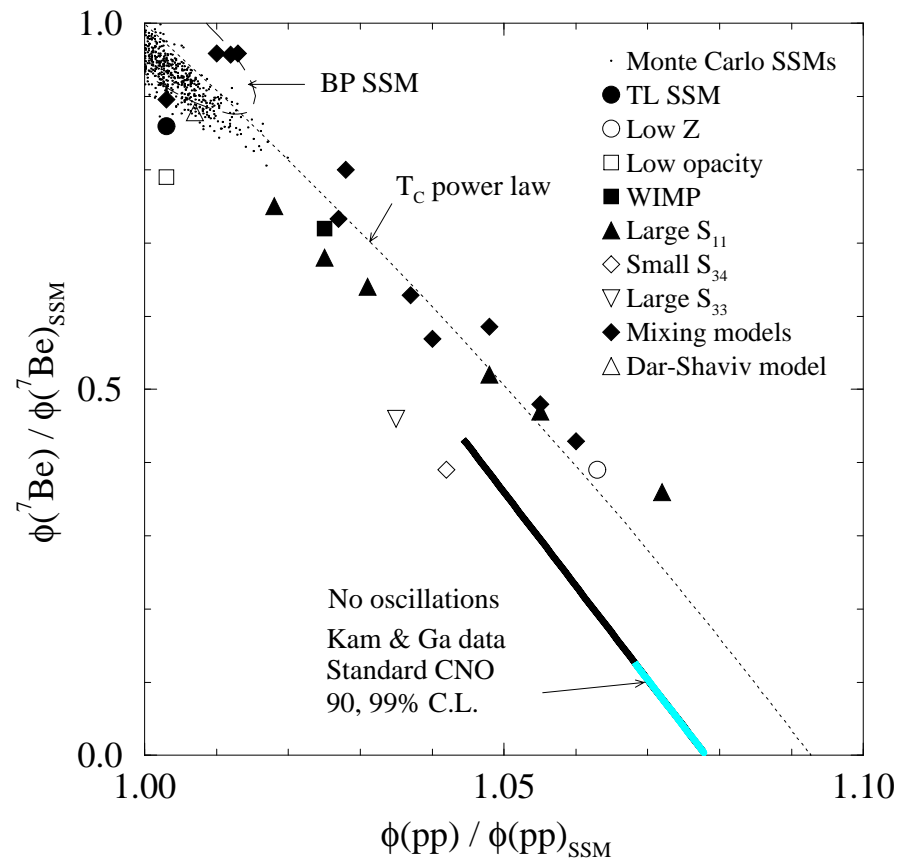 1.0
0.5
0.0
ϕ(⁷Be) / ϕ(⁷Be)SSM
BP SSM
T_C power law
Monte Carlo SSMs
TL SSM
Low Z
Low opacity
WIMP
Large S₁₁
Small S₃₄
Large S₃₃
Mixing models
Dar-Shaviv model
No oscillations
Kam & Ga data
Standard CNO
90, 99% C.L.
1.00
1.05
1.10
ϕ(pp) / ϕ(pp)SSM